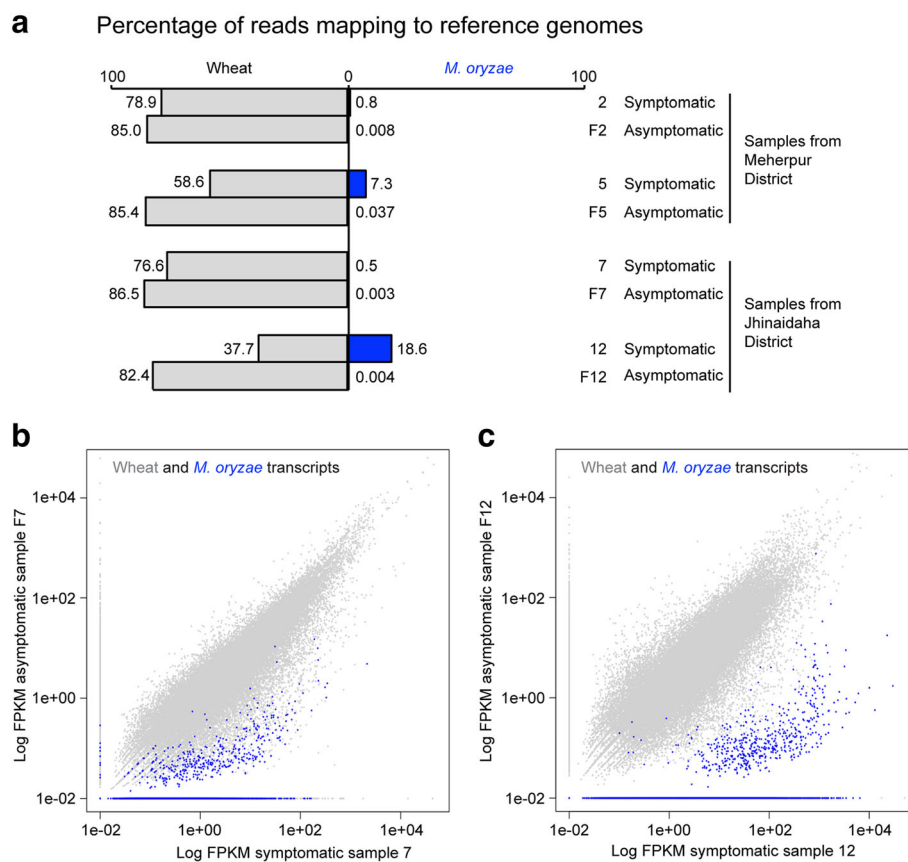 a Percentage of reads mapping to reference genomes
100 Wheat 0 M. oryzae 100
78.9 0.8 2 Symptomatic
85.0 0.008 F2 Asymptomatic
58.6 7.3 5 Symptomatic
85.4 0.037 F5 Asymptomatic
Samples from
Meherpur
District
76.6 0.5 7 Symptomatic
86.5 0.003 F7 Asymptomatic
37.7 18.6 12 Symptomatic
82.4 0.004 F12 Asymptomatic
Samples from
Jhinaidaha
District
b
Wheat and M. oryzae transcripts
Log FPKM asymptomatic sample F7
1e+04
1e+02
1e+00
1e-02
1e-02 1e+00 1e+02 1e+04
Log FPKM symptomatic sample 7
c
Wheat and M. oryzae transcripts
Log FPKM asymptomatic sample F12
1e+04
1e+02
1e+00
1e-02
1e-02 1e+00 1e+02 1e+04
Log FPKM symptomatic sample 12